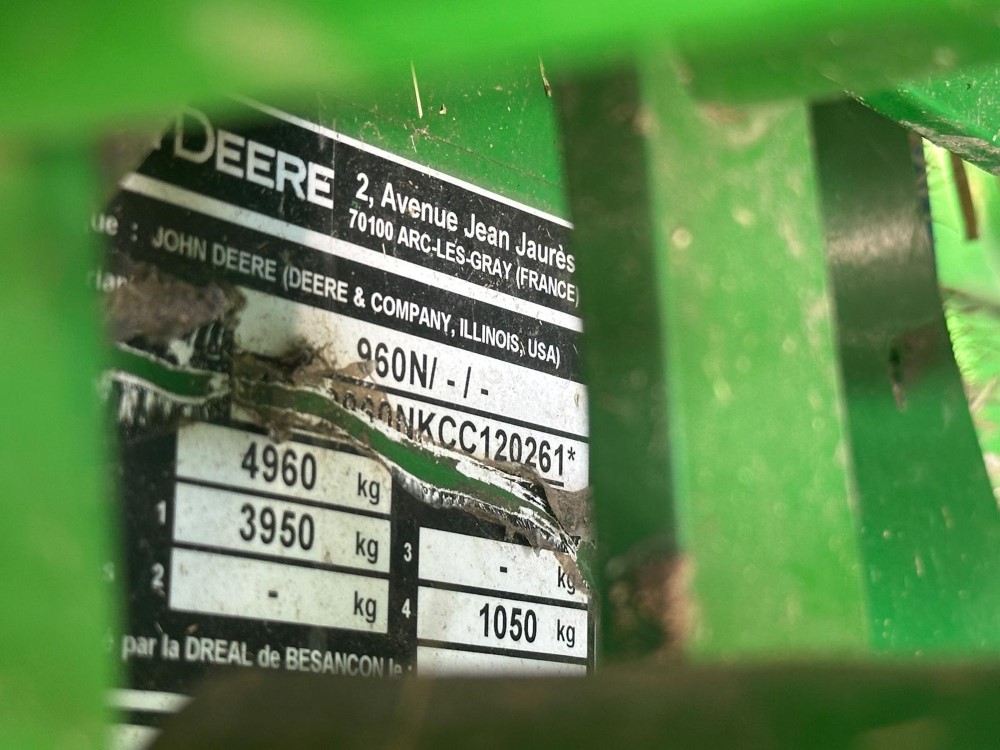 DEERE
2, Avenue Jean Jaurès
70100 ARC-LES-GRAY (FRANCE)
: JOHN DEERE (DEERE & COMPANY, ILLINOIS, USA)
960N/ - / -
960NKCC120261*
4960 kg
1 3950 kg
2 - kg
3 - kg
4 1050 kg
par la DREAL de BESANCON le :